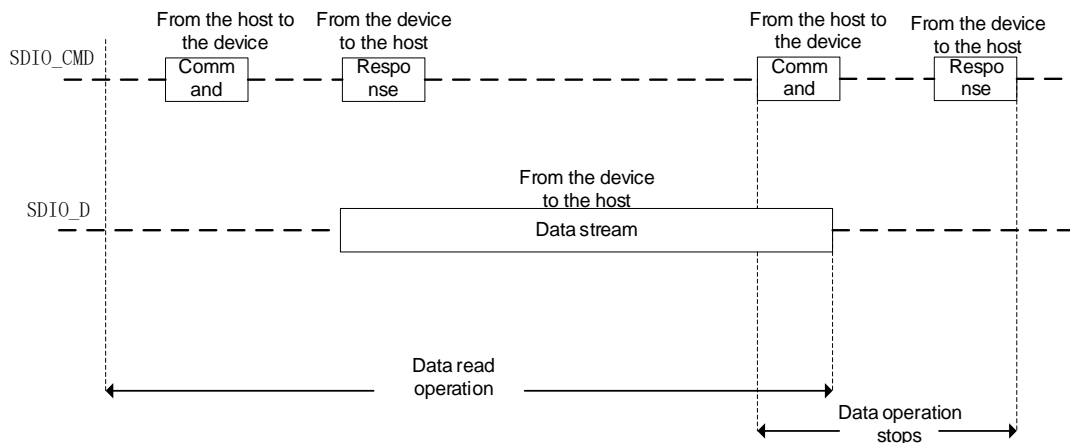 From the host to
the device
From the device
to the host
From the host to
the device
From the device
to the host
SDIO_CMD
Comm
and
Respo
nse
Comm
and
Respo
nse
From the device
to the host
SDIO_D
Data stream
Data read
operation
Data operation
stops